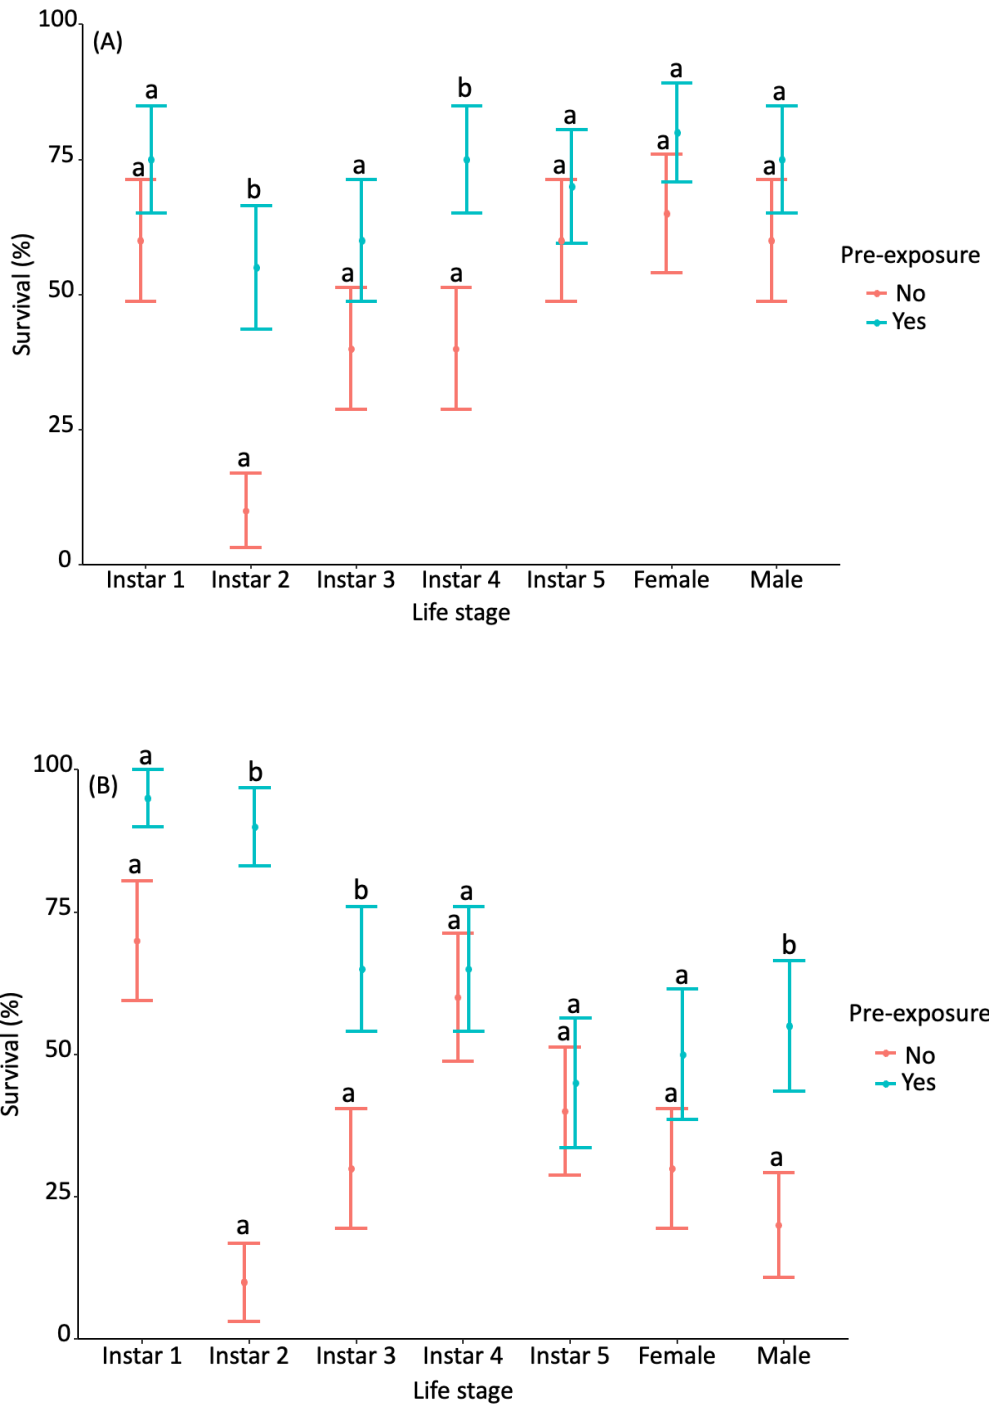 100
(A)
a
a
b
a
a
a
a
75
a
a
a
a
b
Survival (%)
Pre-exposure
50
a
a
No
Yes
25
a
0
Instar 1 Instar 2 Instar 3 Instar 4 Instar 5 Female Male
Life stage
100
(B)
a
b
a
b
a
75
a
b
a
a
Survival (%)
Pre-exposure
50
a
No
Yes
a
a
25
a
a
0
Instar 1 Instar 2 Instar 3 Instar 4 Instar 5 Female Male
Life stage